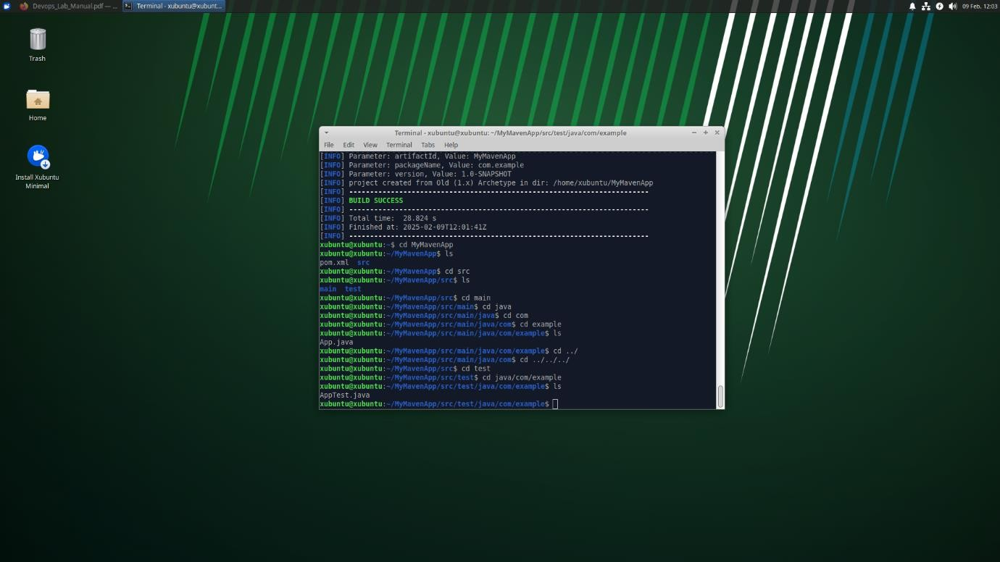 Devops_Lab_Manual.pdf — ...
Terminal - xubuntu@xubunt...
09 Feb, 12:03
Trash
Home
Install Xubuntu
Minimal
Terminal - xubuntu@xubuntu: ~/MyMavenApp/src/test/java/com/example
File Edit View Terminal Tabs Help
[INFO] Parameter: artifactId, Value: MyMavenApp
[INFO] Parameter: packageName, Value: com.example
[INFO] Parameter: version, Value: 1.0-SNAPSHOT
[INFO] project created from Old (1.x) Archetype in dir: /home/xubuntu/MyMavenApp
[INFO] ------------------------------------------------------------------------
[INFO] BUILD SUCCESS
[INFO] ------------------------------------------------------------------------
[INFO] Total time:  28.824 s
[INFO] Finished at: 2025-02-09T12:01:41Z
[INFO] ------------------------------------------------------------------------
xubuntu@xubuntu:~$ cd MyMavenApp
xubuntu@xubuntu:~/MyMavenApp$ ls
pom.xml  src
xubuntu@xubuntu:~/MyMavenApp$ cd src
xubuntu@xubuntu:~/MyMavenApp/src$ ls
main  test
xubuntu@xubuntu:~/MyMavenApp/src$ cd main
xubuntu@xubuntu:~/MyMavenApp/src/main$ cd java
xubuntu@xubuntu:~/MyMavenApp/src/main/java$ cd com
xubuntu@xubuntu:~/MyMavenApp/src/main/java/com$ cd example
xubuntu@xubuntu:~/MyMavenApp/src/main/java/com/example$ ls
App.java
xubuntu@xubuntu:~/MyMavenApp/src/main/java/com/example$ cd ../
xubuntu@xubuntu:~/MyMavenApp/src/main/java/com$ cd ../../../
xubuntu@xubuntu:~/MyMavenApp/src$ cd test
xubuntu@xubuntu:~/MyMavenApp/src/test$ cd java/com/example
xubuntu@xubuntu:~/MyMavenApp/src/test/java/com/example$ ls
AppTest.java
xubuntu@xubuntu:~/MyMavenApp/src/test/java/com/example$